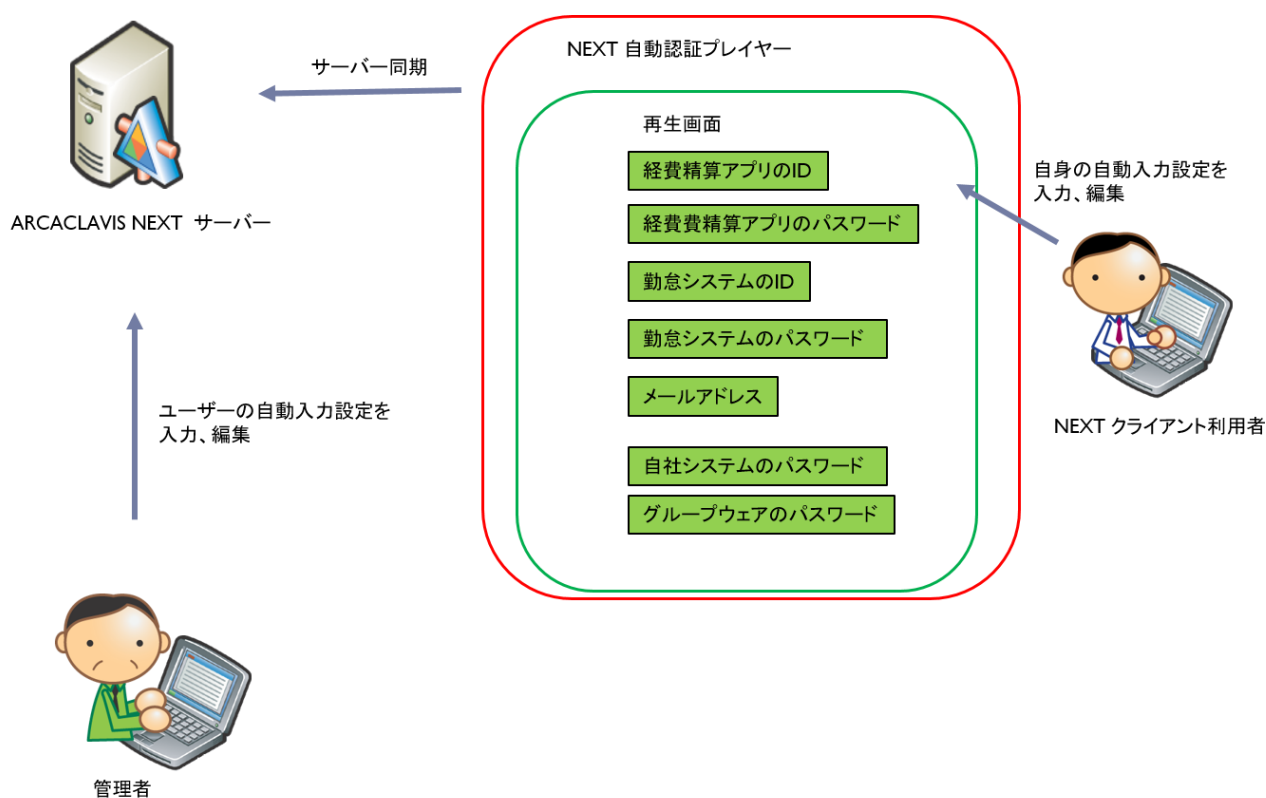 NEXT 自動認証プレイヤー
サーバー同期
再生画面
経費精算アプリのID
経費費精算アプリのパスワード
勤怠システムのID
勤怠システムのパスワード
メールアドレス
自社システムのパスワード
グループウェアのパスワード
自身の自動入力設定を
入力、編集
ARCACLAVIS NEXT サーバー
NEXT クライアント利用者
ユーザーの自動入力設定を
入力、編集
管理者